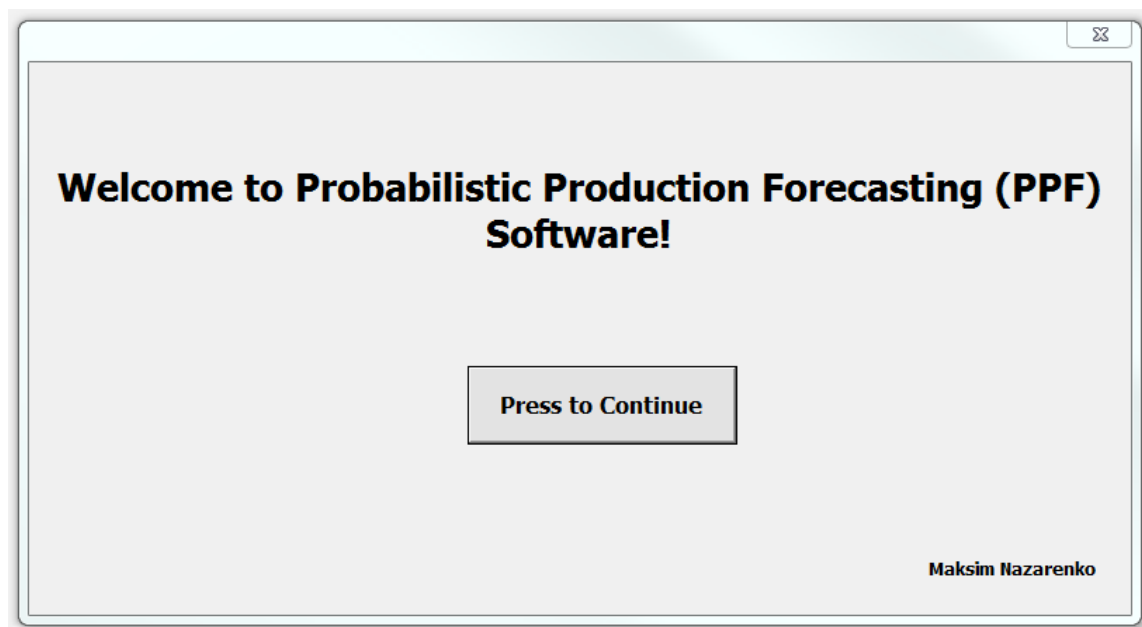 Welcome to Probabilistic Production Forecasting (PPF)
Software!
Press to Continue
Maksim Nazarenko